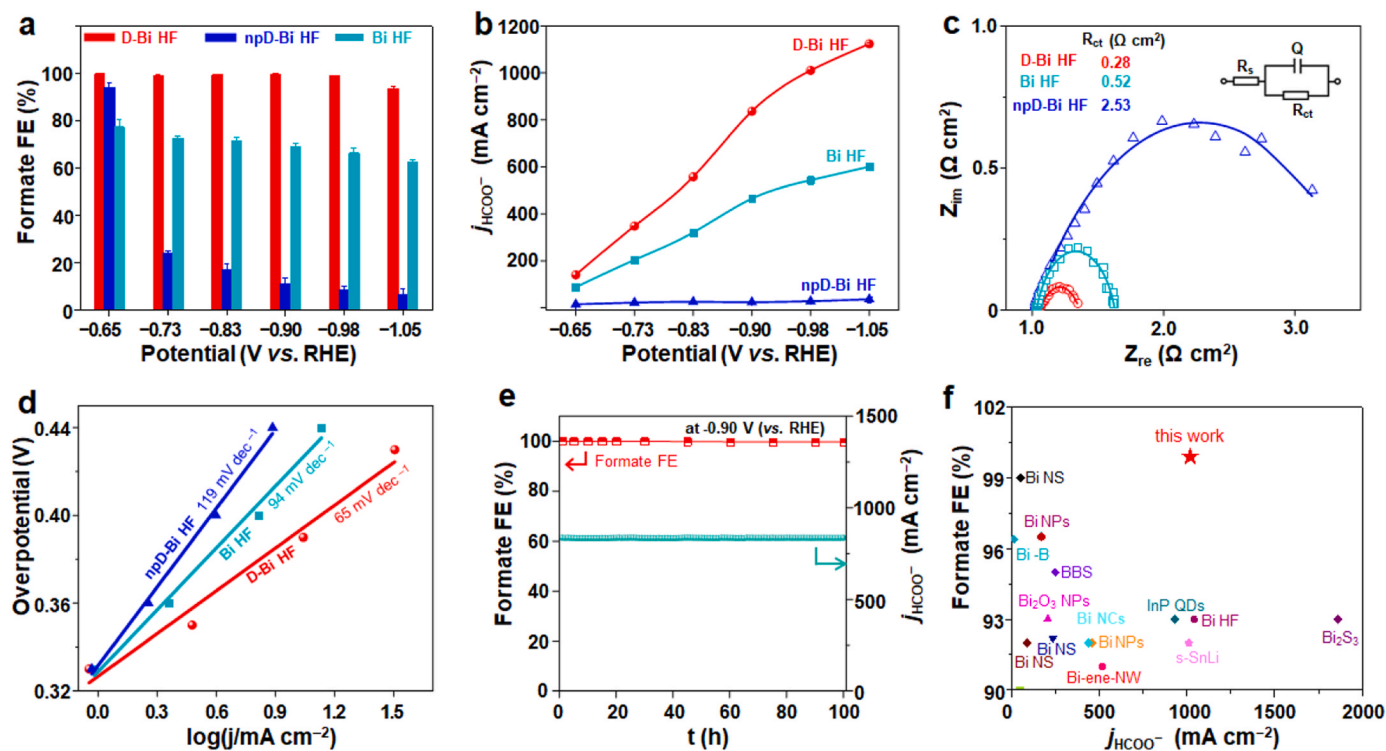 a
D-Bi HF npD-Bi HF Bi HF
Formate FE (%)
100
80
60
40
20
0
−0.65 −0.73 −0.83 −0.90 −0.98 −1.05
Potential (V vs. RHE)
b
jHCOO⁻ (mA cm⁻²)
1200
1000
800
600
400
200
D-Bi HF
Bi HF
npD-Bi HF
−0.65 −0.73 −0.83 −0.90 −0.98 −1.05
Potential (V vs. RHE)
c
Rct (Ω cm²)
D-Bi HF 0.28
Bi HF 0.52
npD-Bi HF 2.53
Q
Rs
Rct
Zim (Ω cm²)
1.0
0.5
0
1.0 2.0 3.0
Zre (Ω cm²)
d
Overpotential (V)
0.44
0.40
0.36
0.32
npD-Bi HF 119 mV dec⁻¹
Bi HF 94 mV dec⁻¹
D-Bi HF 65 mV dec⁻¹
0.0 0.3 0.6 0.9 1.2 1.5
log(j/mA cm⁻²)
e
at -0.90 V (vs. RHE)
Formate FE
Formate FE (%)
120
100
80
60
40
20
0
1500
1000
500
0
jHCOO⁻ (mA cm⁻²)
0 20 40 60 80 100
t (h)
f
Formate FE (%)
102
99
96
93
90
this work
Bi NS
Bi NPs
Bi -B
BBS
Bi₂O₃ NPs
Bi NCs
InP QDs
Bi HF
Bi₂S₃
Bi NS
Bi NS
Bi NPs
s-SnLi
Bi-ene-NW
0 500 1000 1500 2000
jHCOO⁻ (mA cm⁻²)